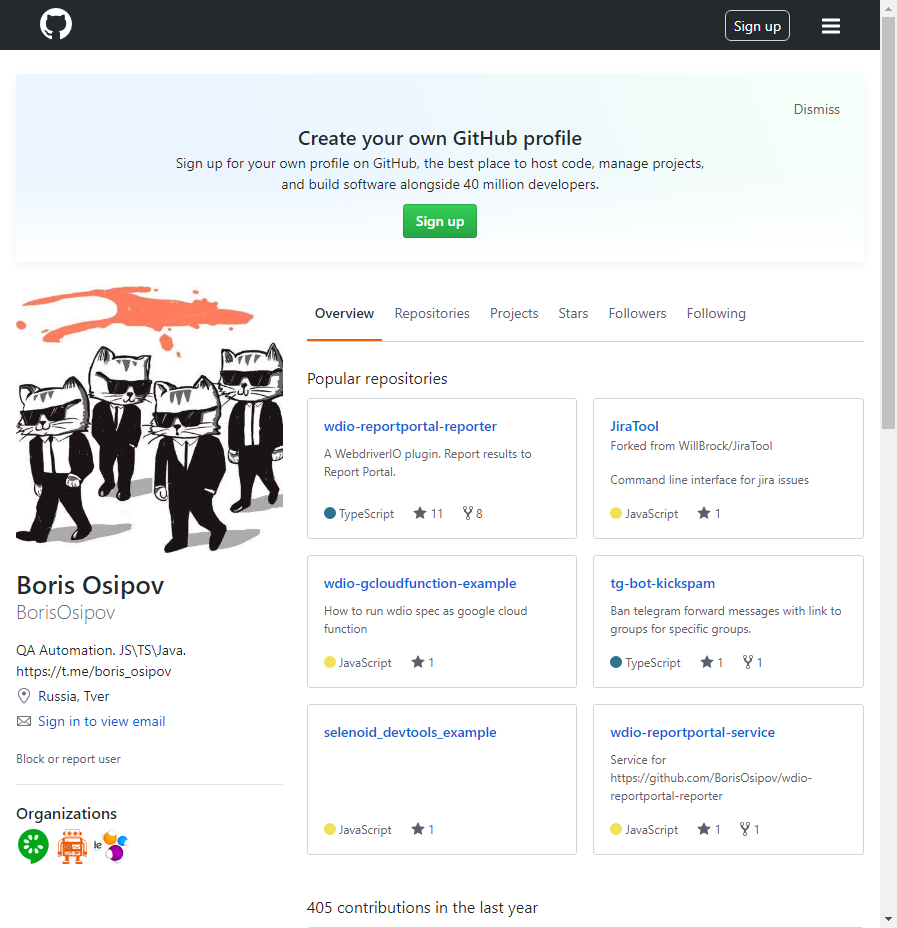 Sign up
Dismiss
Create your own GitHub profile
Sign up for your own profile on GitHub, the best place to host code, manage projects,
and build software alongside 40 million developers.
Sign up
Overview Repositories Projects Stars Followers Following
Popular repositories
wdio-reportportal-reporter
A WebdriverIO plugin. Report results to
Report Portal.
TypeScript 11 8
JiraTool
Forked from WillBrock/JiraTool
Command line interface for jira issues
JavaScript 1
wdio-gcloudfunction-example
How to run wdio spec as google cloud
function
JavaScript 1
tg-bot-kickspam
Ban telegram forward messages with link to
groups for specific groups.
TypeScript 1 1
selenoid_devtools_example
JavaScript 1
wdio-reportportal-service
Service for
https://github.com/BorisOsipov/wdio-
reportportal-reporter
JavaScript 1 1
405 contributions in the last year
Boris Osipov
BorisOsipov
QA Automation. JS\TS\Java.
https://t.me/boris_osipov
Russia, Tver
Sign in to view email
Block or report user
Organizations
le